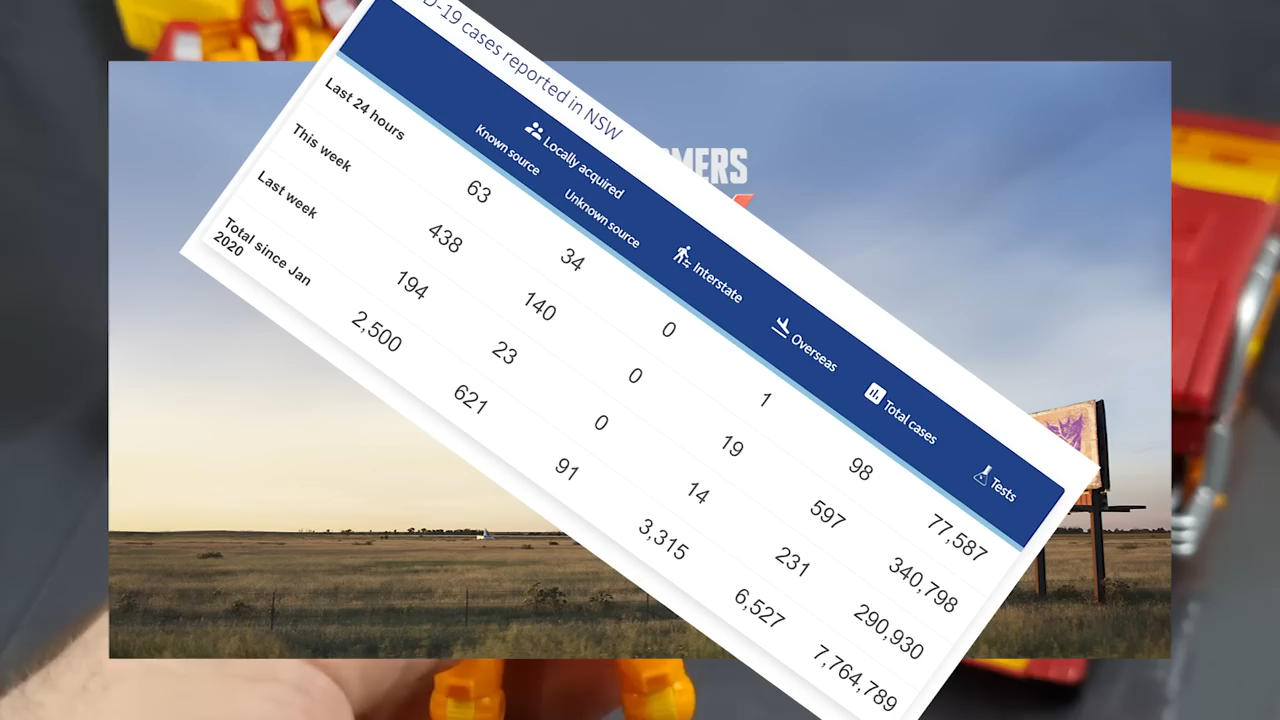 D-19 cases reported in NSW
Locally acquired
Known source Unknown source Interstate Overseas Total cases Tests
Last 24 hours 63 34 0 1 98 77,587
This week 438 140 0 19 597 340,798
Last week 194 23 0 14 231 290,930
Total since Jan
2020 2,500 621 91 3,315 6,527 7,764,789
MERS